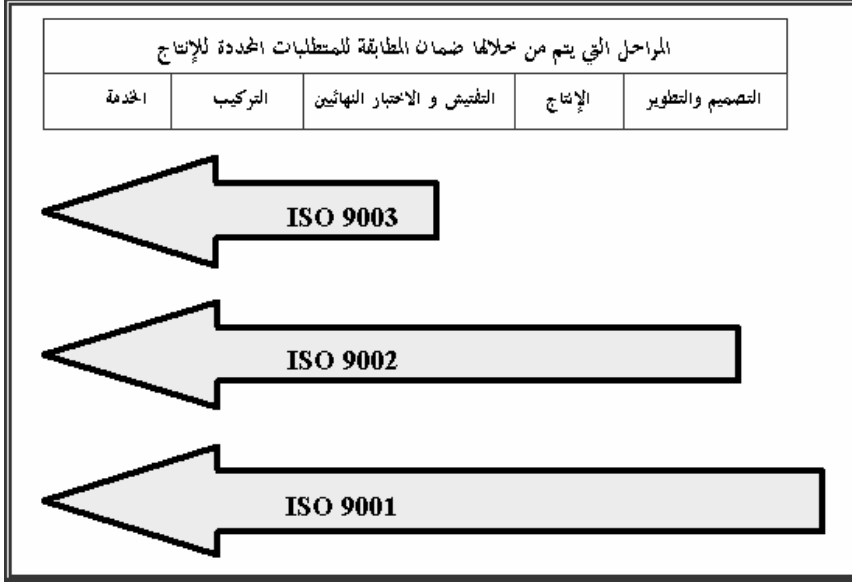 المراحل التي يتم من خلالها ضمان المطابقة للمتطلبات المحددة للإنتاج
التصميم والتطوير
الإنتاج
التفتيش و الاختبار النهائيين
التركيب
الخدمة
ISO 9003
ISO 9002
ISO 9001